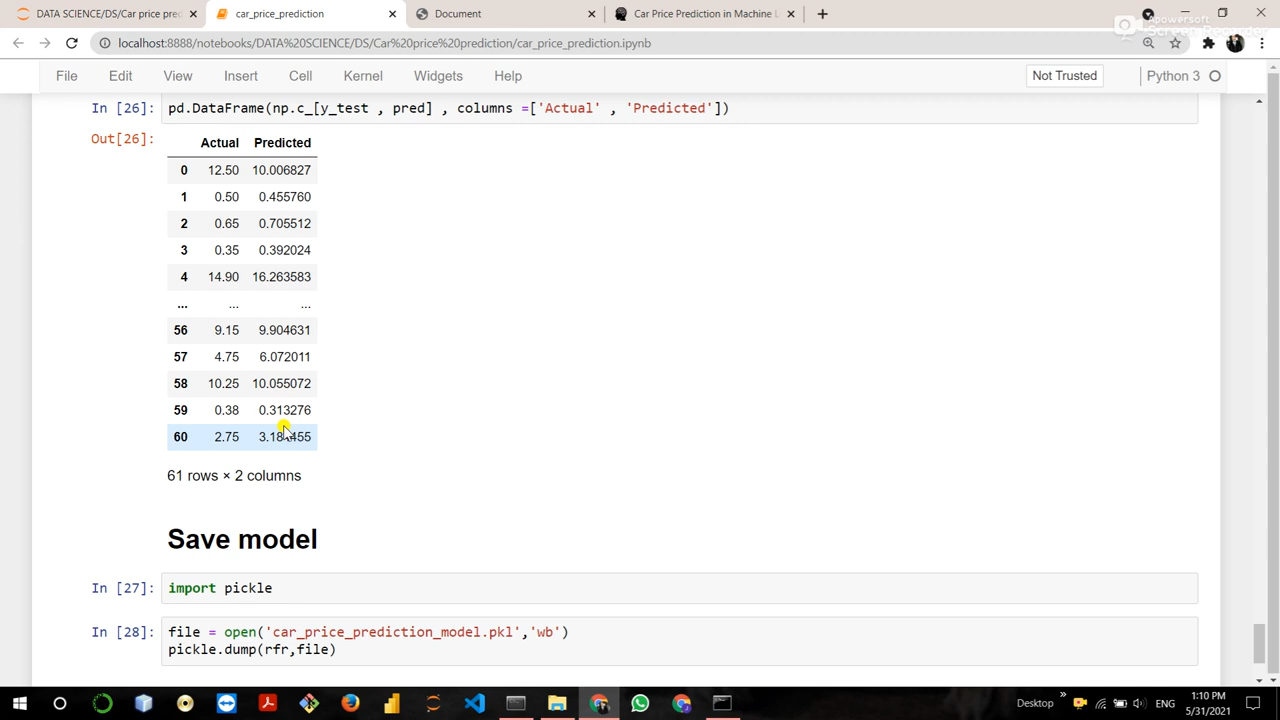 DATA SCIENCE/DS/Car price pred
car_price_prediction
Document
Car Price Prediction in Machine L
localhost:8888/notebooks/DATA%20SCIENCE/DS/Car%20price%20prediction/car_price_prediction.ipynb
Apowersoft
Screen Recorder
File Edit View Insert Cell Kernel Widgets Help
Not Trusted
Python 3
In [26]: pd.DataFrame(np.c_[y_test , pred] , columns =['Actual' , 'Predicted'])
Out[26]:
Actual Predicted
0 12.50 10.006827
1 0.50 0.455760
2 0.65 0.705512
3 0.35 0.392024
4 14.90 16.263583
... ... ...
56 9.15 9.904631
57 4.75 6.072011
58 10.25 10.055072
59 0.38 0.313276
60 2.75
61 rows × 2 columns
Save model
In [27]: import pickle
In [28]: file = open('car_price_prediction_model.pkl','wb')
pickle.dump(rfr,file)
Desktop
ENG
1:10 PM
5/31/2021